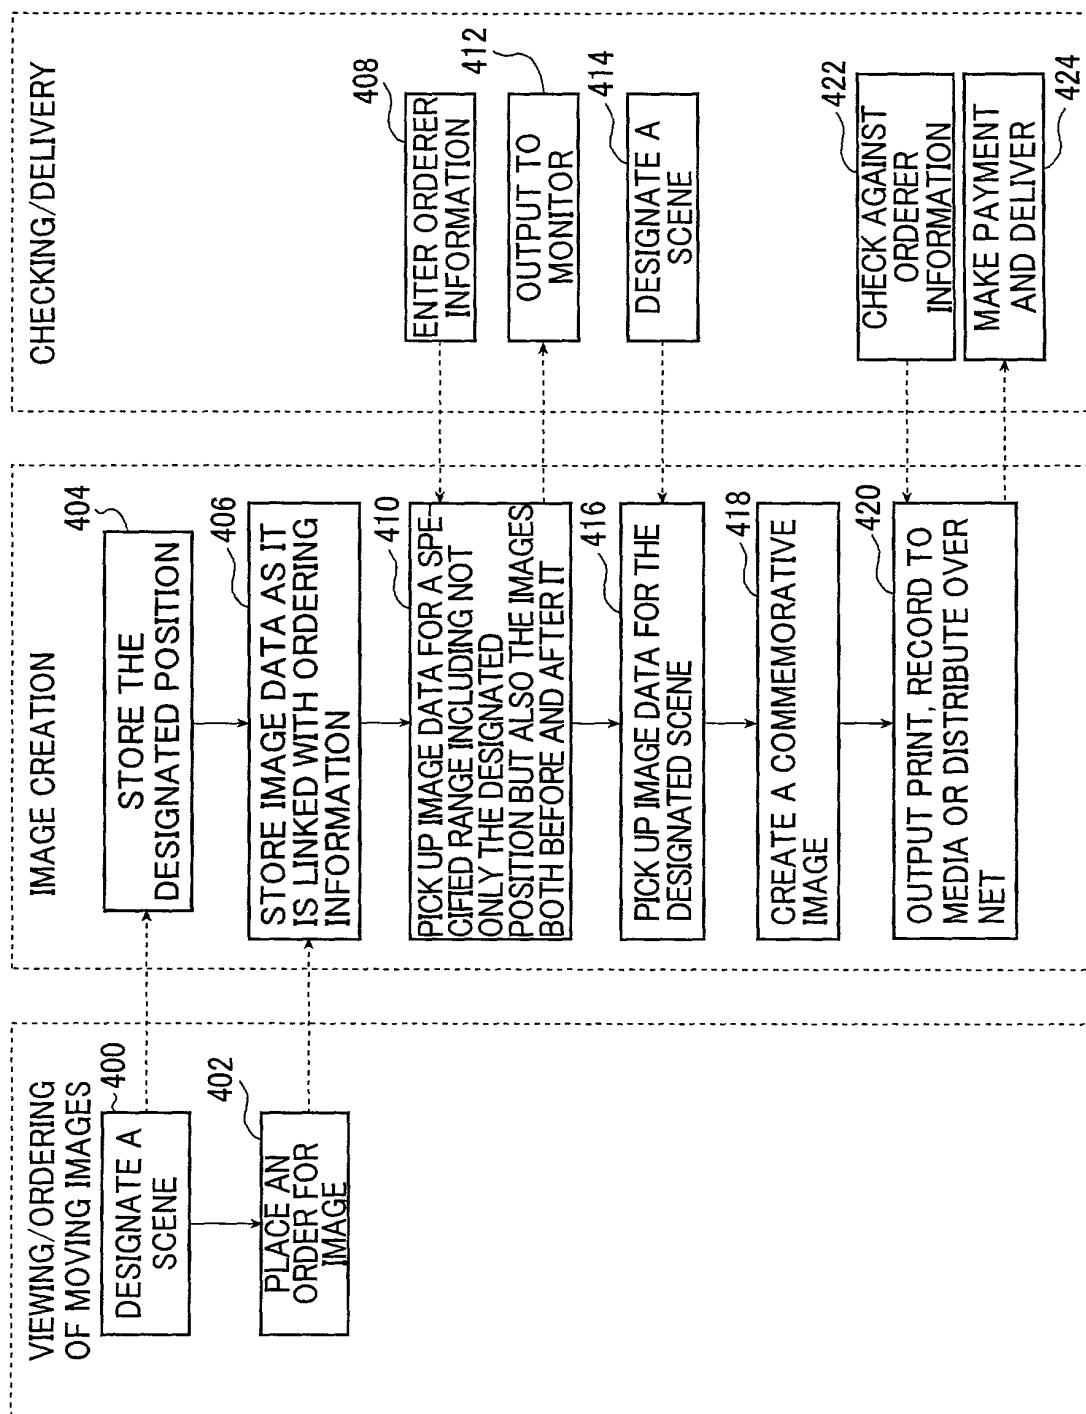 VIEWING/ORDERING
OF MOVING IMAGES
400
DESIGNATE A
SCENE
402
PLACE AN
ORDER FOR
IMAGE
IMAGE CREATION
404
STORE THE
DESIGNATED POSITION
406
STORE IMAGE DATA AS IT
IS LINKED WITH ORDERING
INFORMATION
410
PICK UP IMAGE DATA FOR A SPE-
CIFIED RANGE INCLUDING NOT
ONLY THE DESIGNATED
POSITION BUT ALSO THE IMAGES
BOTH BEFORE AND AFTER IT
416
PICK UP IMAGE DATA FOR THE
DESIGNATED SCENE
418
CREATE A COMMEMORATIVE
IMAGE
420
OUTPUT PRINT, RECORD TO
MEDIA OR DISTRIBUTE OVER
NET
CHECKING/DELIVERY
408
ENTER ORDERER
INFORMATION
412
OUTPUT TO
MONITOR
414
DESIGNATE A
SCENE
422
CHECK AGAINST
ORDERER
INFORMATION
MAKE PAYMENT
AND DELIVER
424